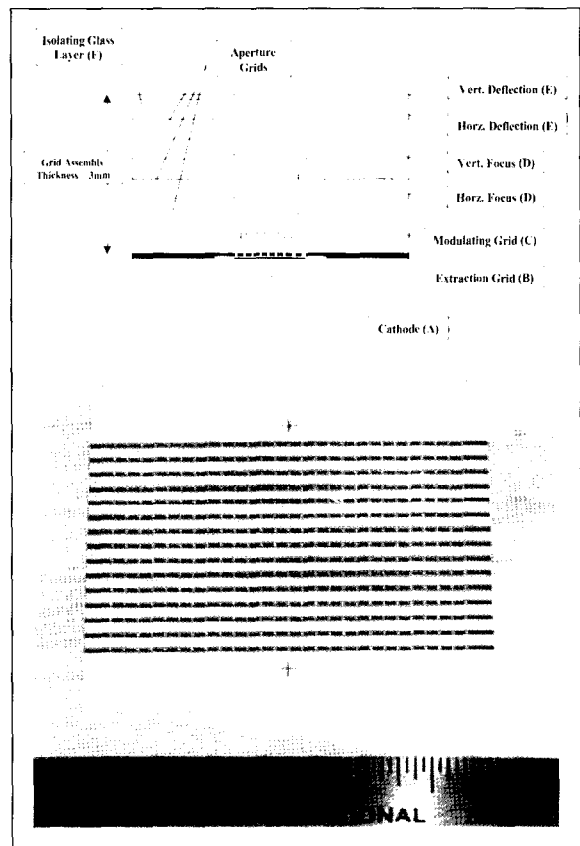 Isolating Glass
Layer (F)
Aperture
Grids
Vert. Deflection (E)
Horz. Deflection (E)
Grid Assembly
Thickness 3mm
Vert. Focus (D)
Horz. Focus (D)
Modulating Grid (C)
Extraction Grid (B)
Cathode (A)
ONAL